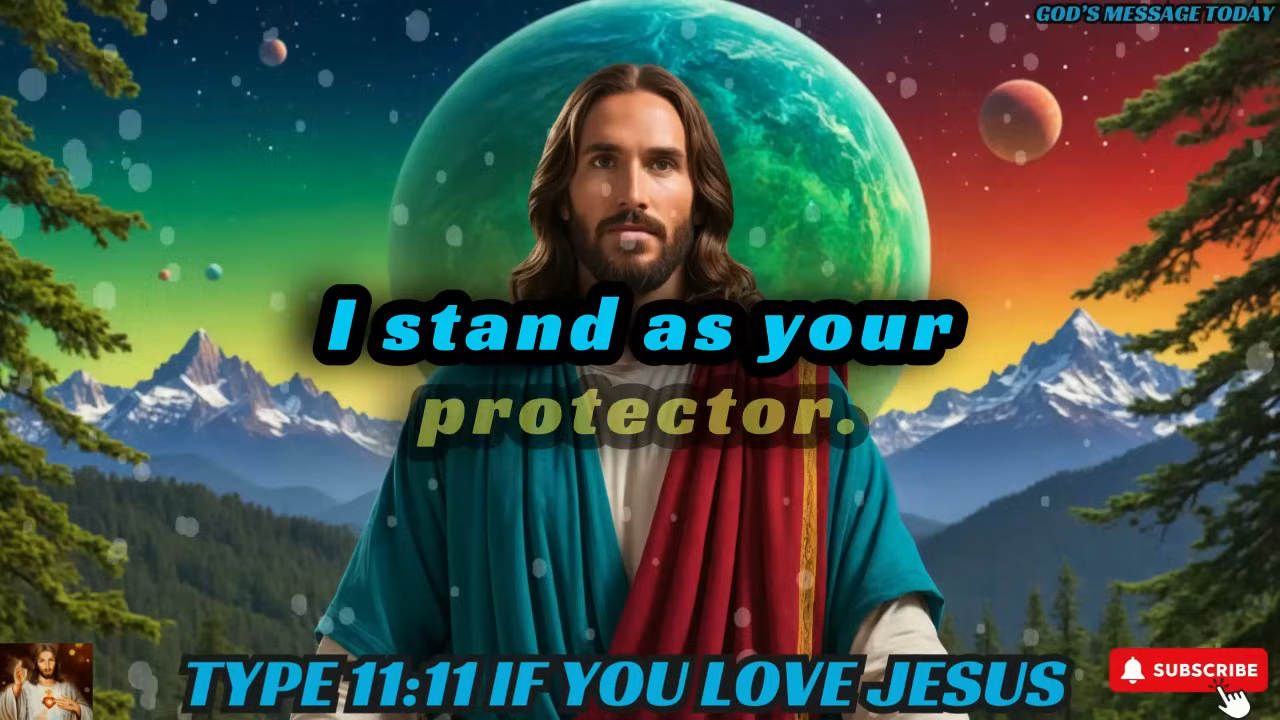 GOD'S MESSAGE TODAY
I stand as your
protector.
TYPE 11:11 IF YOU LOVE JESUS
SUBSCRIBE